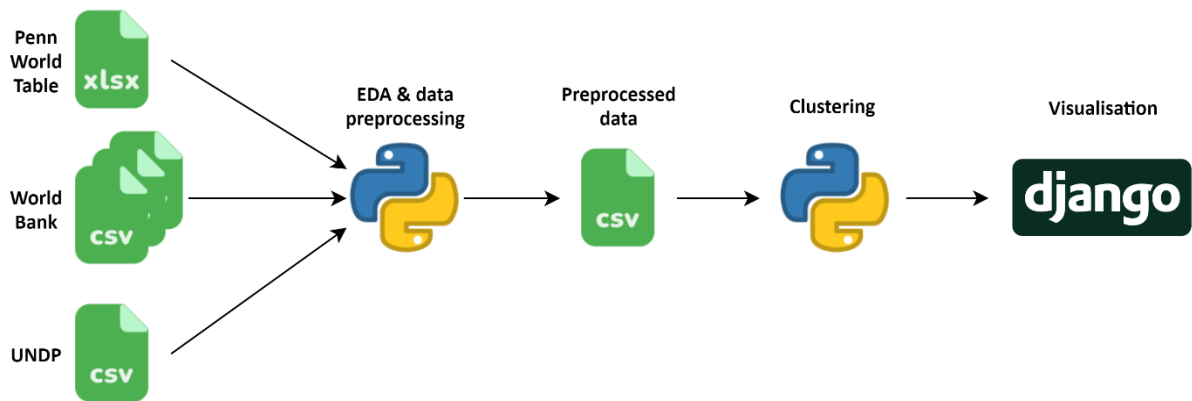 Penn
World
Table
xlsx
World
Bank
csv
UNDP
csv
EDA & data
preprocessing
Preprocessed
data
csv
Clustering
Visualisation
django